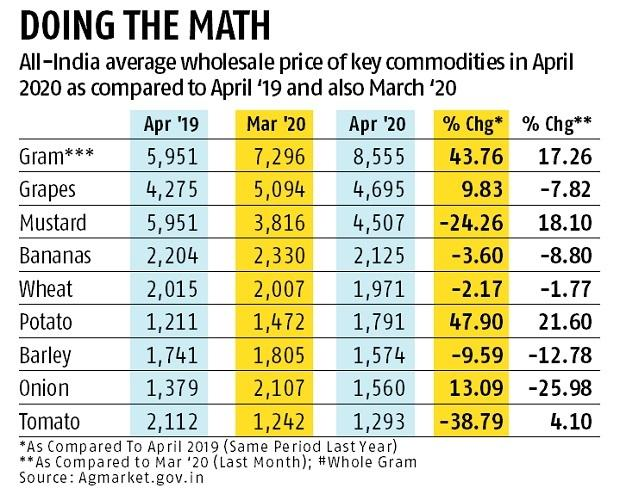 DOING THE MATH
All-India average wholesale price of key commodities in April
2020 as compared to April ‘19 and also March ‘20
Apr '19 Mar '20 Apr '20 % Chg* % Chg**
Gram*** 5,951 7,296 8,555 43.76 17.26
Grapes 4,275 5,094 4,695 9.83 -7.82
Mustard 5,951 3,816 4,507 -24.26 18.10
Bananas 2,204 2,330 2,125 -3.60 -8.80
Wheat 2,015 2,007 1,971 -2.17 -1.77
Potato 1,211 1,472 1,791 47.90 21.60
Barley 1,741 1,805 1,574 -9.59 -12.78
Onion 1,379 2,107 1,560 13.09 -25.98
Tomato 2,112 1,242 1,293 -38.79 4.10
*As Compared To April 2019 (Same Period Last Year)
**As Compared to Mar ‘20 (Last Month); #Whole Gram
Source: Agmarket.gov.in